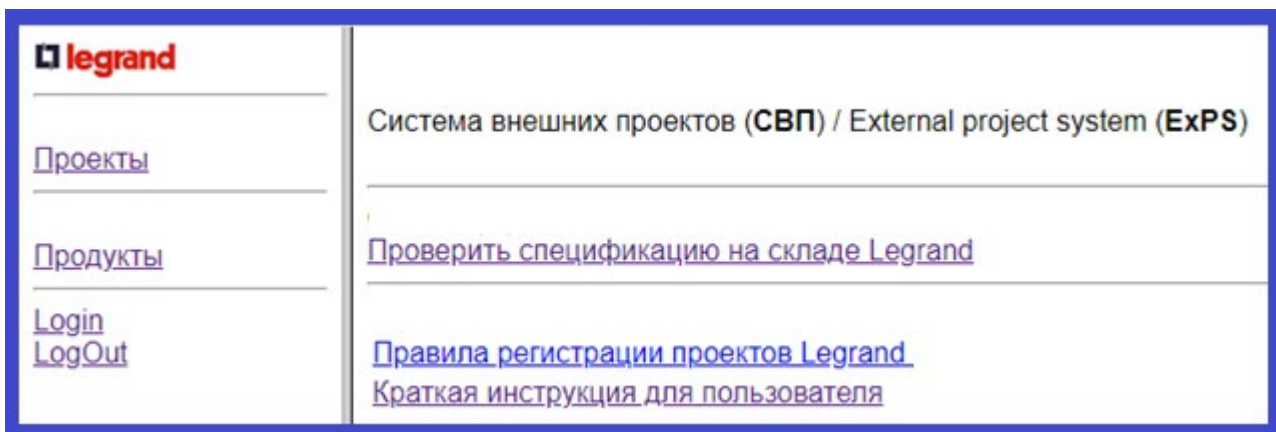 legrand
Проекты
Продукты
Login
LogOut
Система внешних проектов (СВП) / External project system (ExPS)
Проверить спецификацию на складе Legrand
Правила регистрации проектов Legrand
Краткая инструкция для пользователя